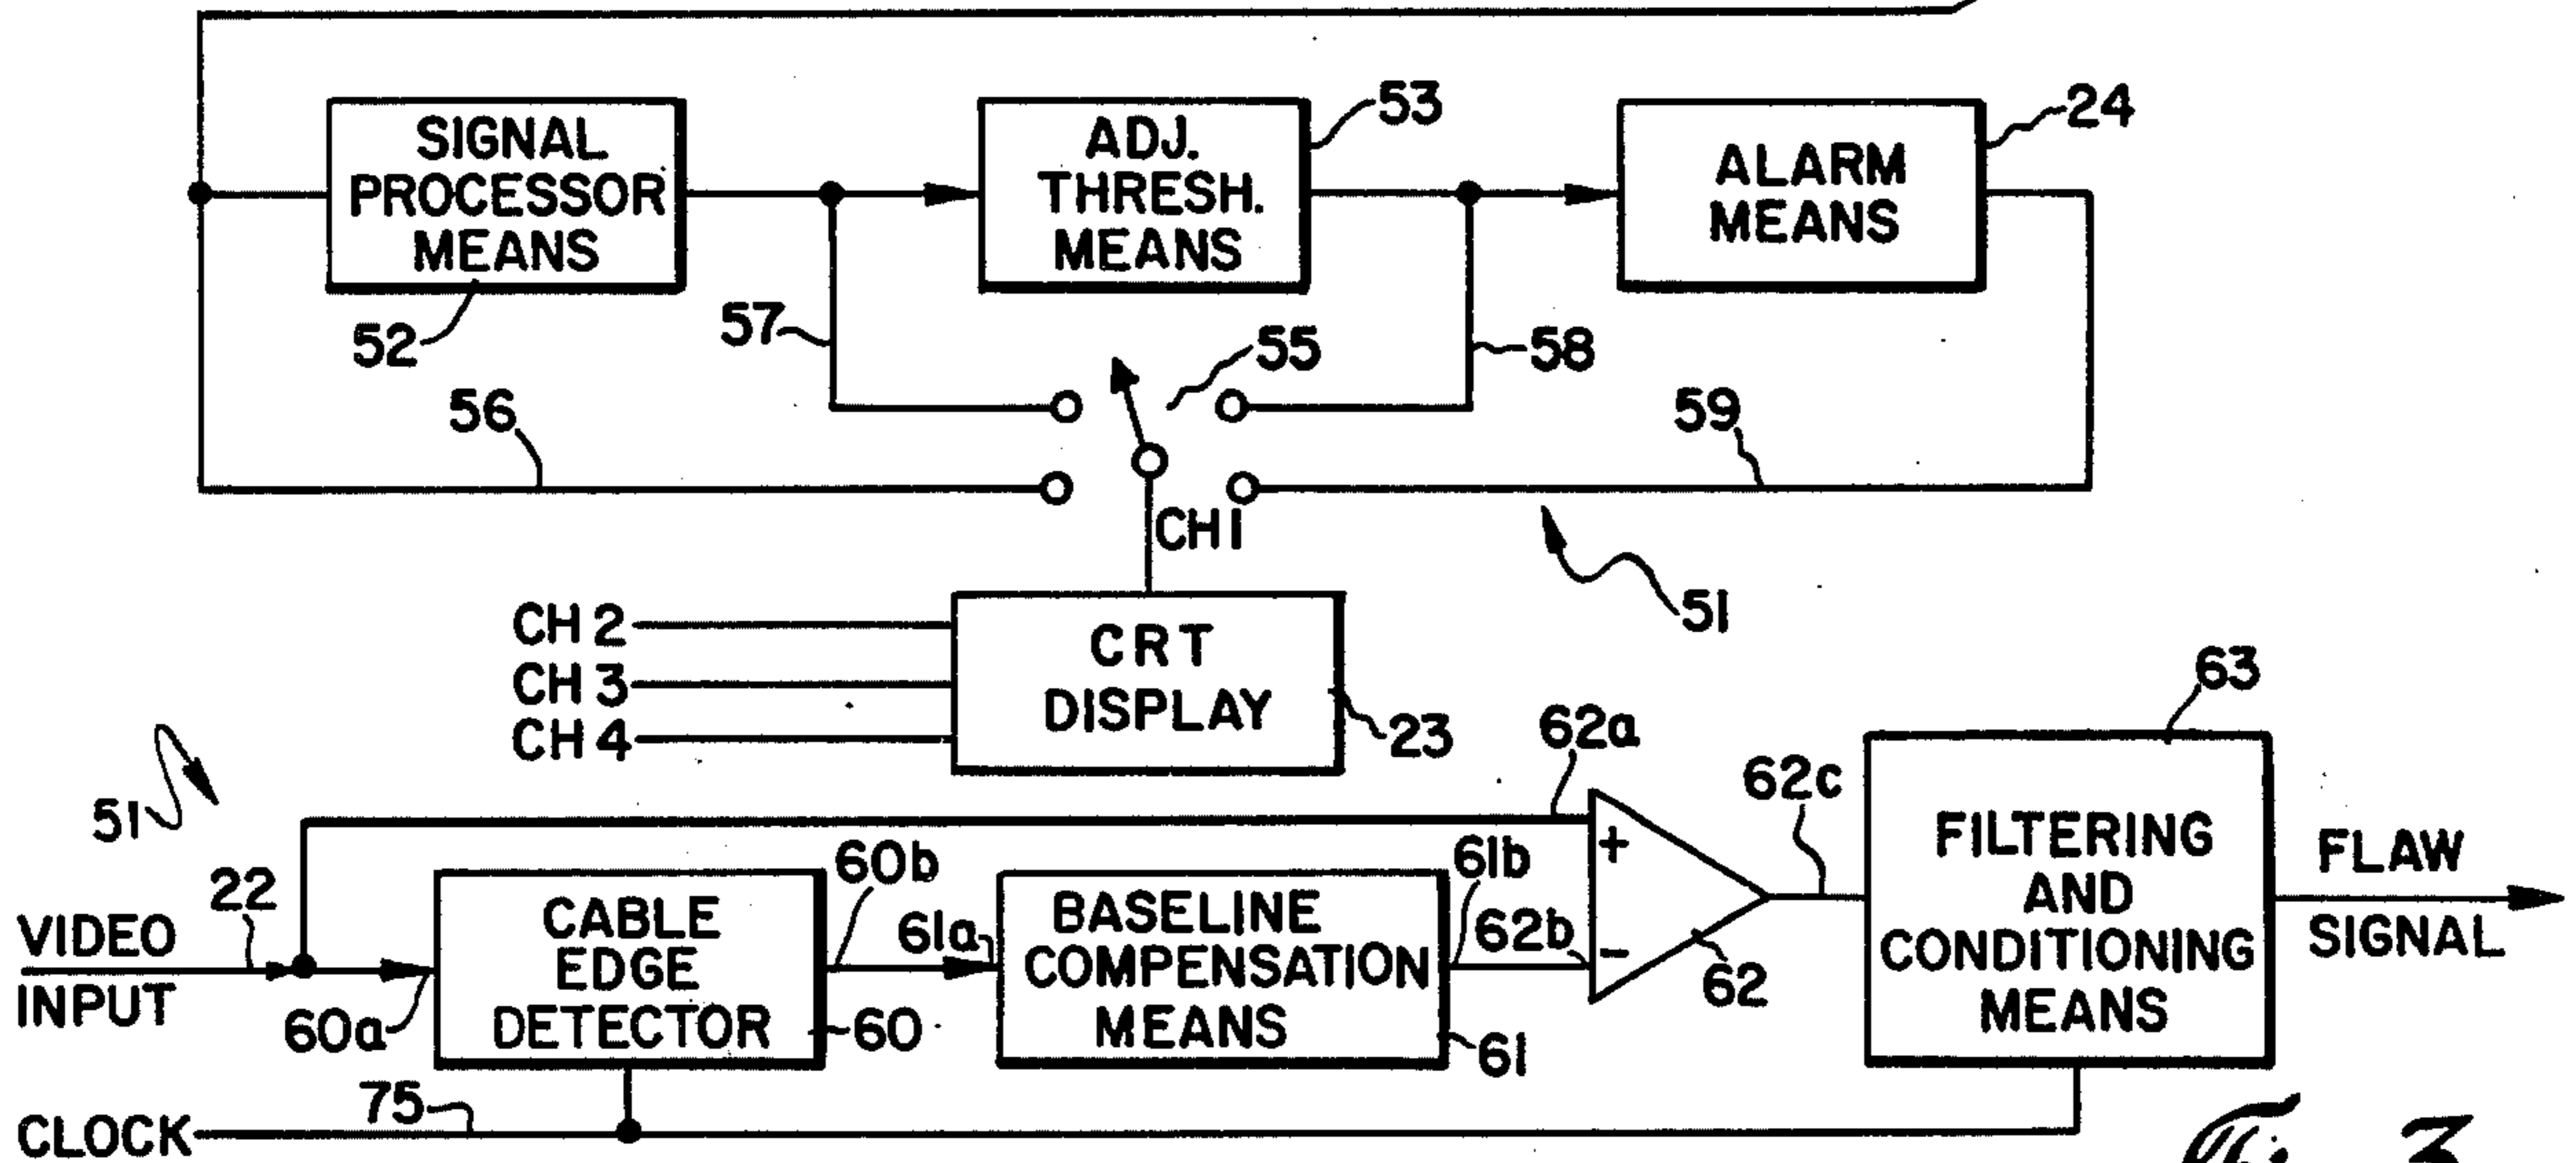 SIGNAL
PROCESSOR
MEANS
52
ADJ.
THRESH.
MEANS
53
ALARM
MEANS
24
57
55
58
56
59
CH1
51
CH 2
CH 3
CH 4
CRT
DISPLAY
23
51
VIDEO
INPUT
22
60a
CABLE
EDGE
DETECTOR
60
60b
61a
BASELINE
COMPENSATION
MEANS
61
61b
62a
62b
+
-
62
62c
63
FILTERING
AND
CONDITIONING
MEANS
FLAW
SIGNAL
CLOCK
75
Fig. 3